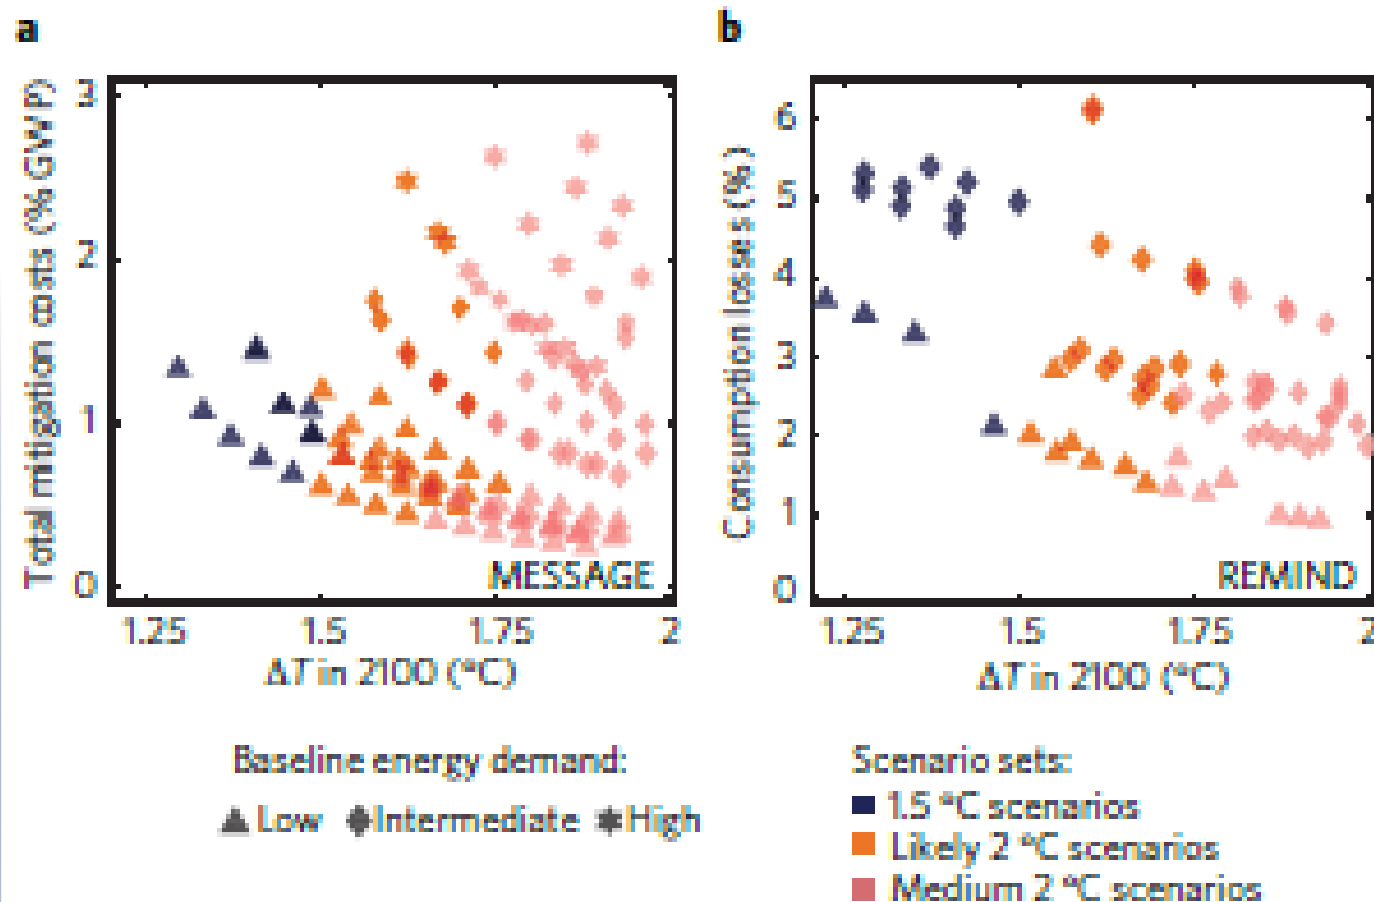 a
Total mitigation costs (% GWP)
3
2
1
0
MESSAGE
1.25 1.5 1.75 2
ΔT in 2100 (°C)
b
Consumption losses (%)
6
5
4
3
2
1
0
REMIND
1.25 1.5 1.75 2
ΔT in 2100 (°C)
Baseline energy demand:
Low Intermediate High
Scenario sets:
1.5 °C scenarios
Likely 2 °C scenarios
Medium 2 °C scenarios